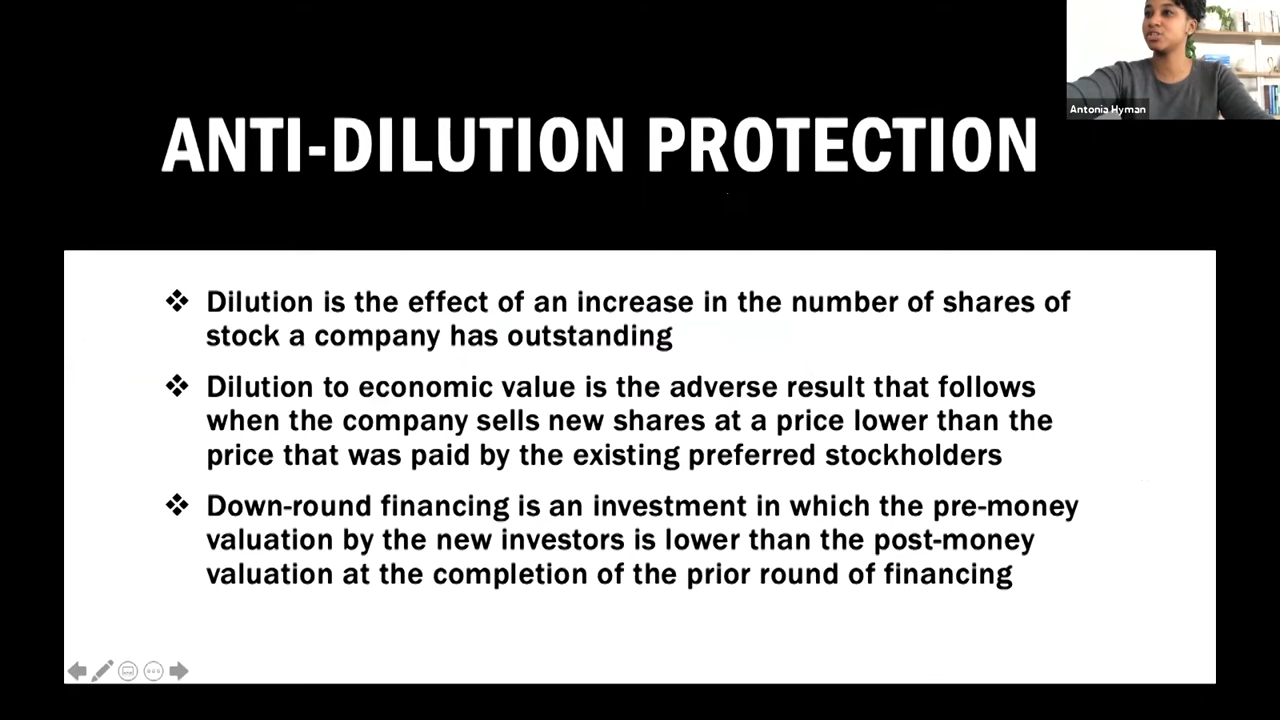 Antonia Hyman
ANTI-DILUTION PROTECTION
❖ Dilution is the effect of an increase in the number of shares of
stock a company has outstanding
❖ Dilution to economic value is the adverse result that follows
when the company sells new shares at a price lower than the
price that was paid by the existing preferred stockholders
❖ Down-round financing is an investment in which the pre-money
valuation by the new investors is lower than the post-money
valuation at the completion of the prior round of financing